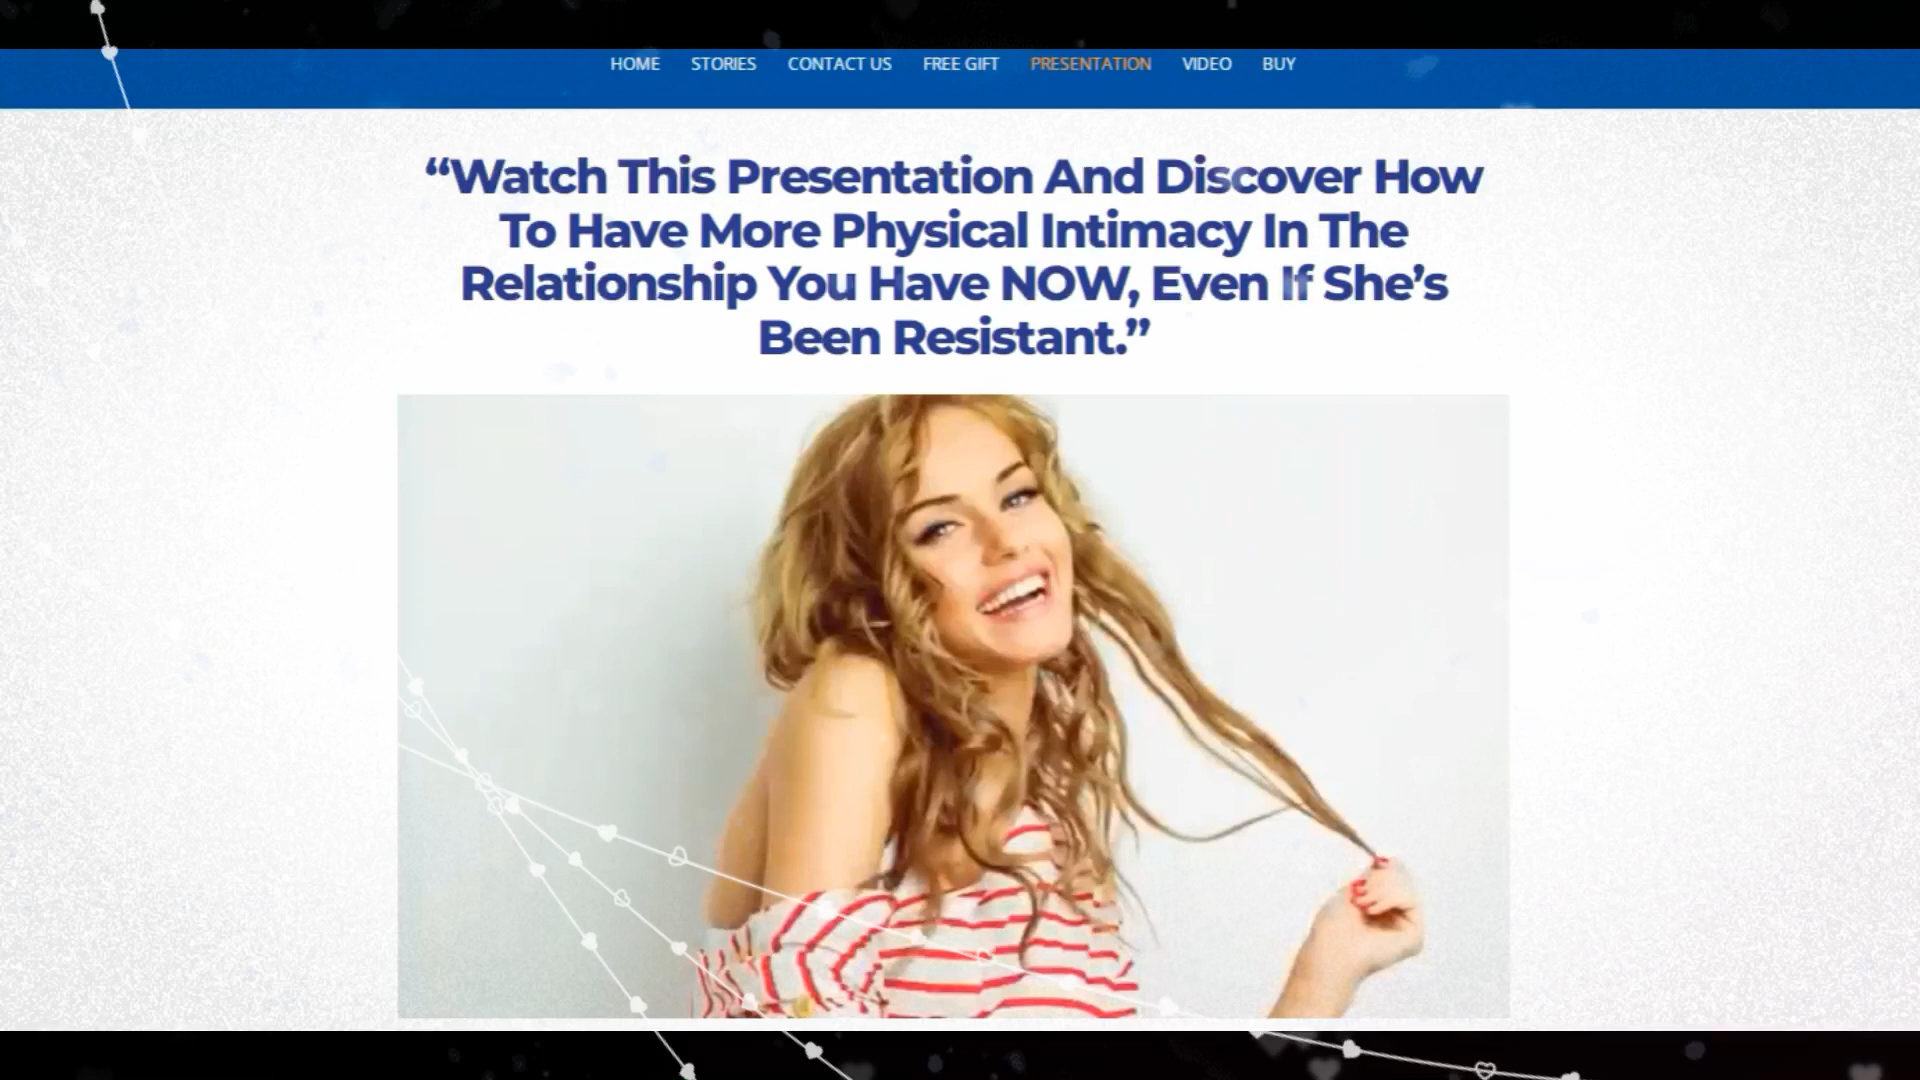 HOME STORIES CONTACT US FREE GIFT PRESENTATION VIDEO BUY
“Watch This Presentation And Discover How
To Have More Physical Intimacy In The
Relationship You Have NOW, Even If She’s
Been Resistant.”